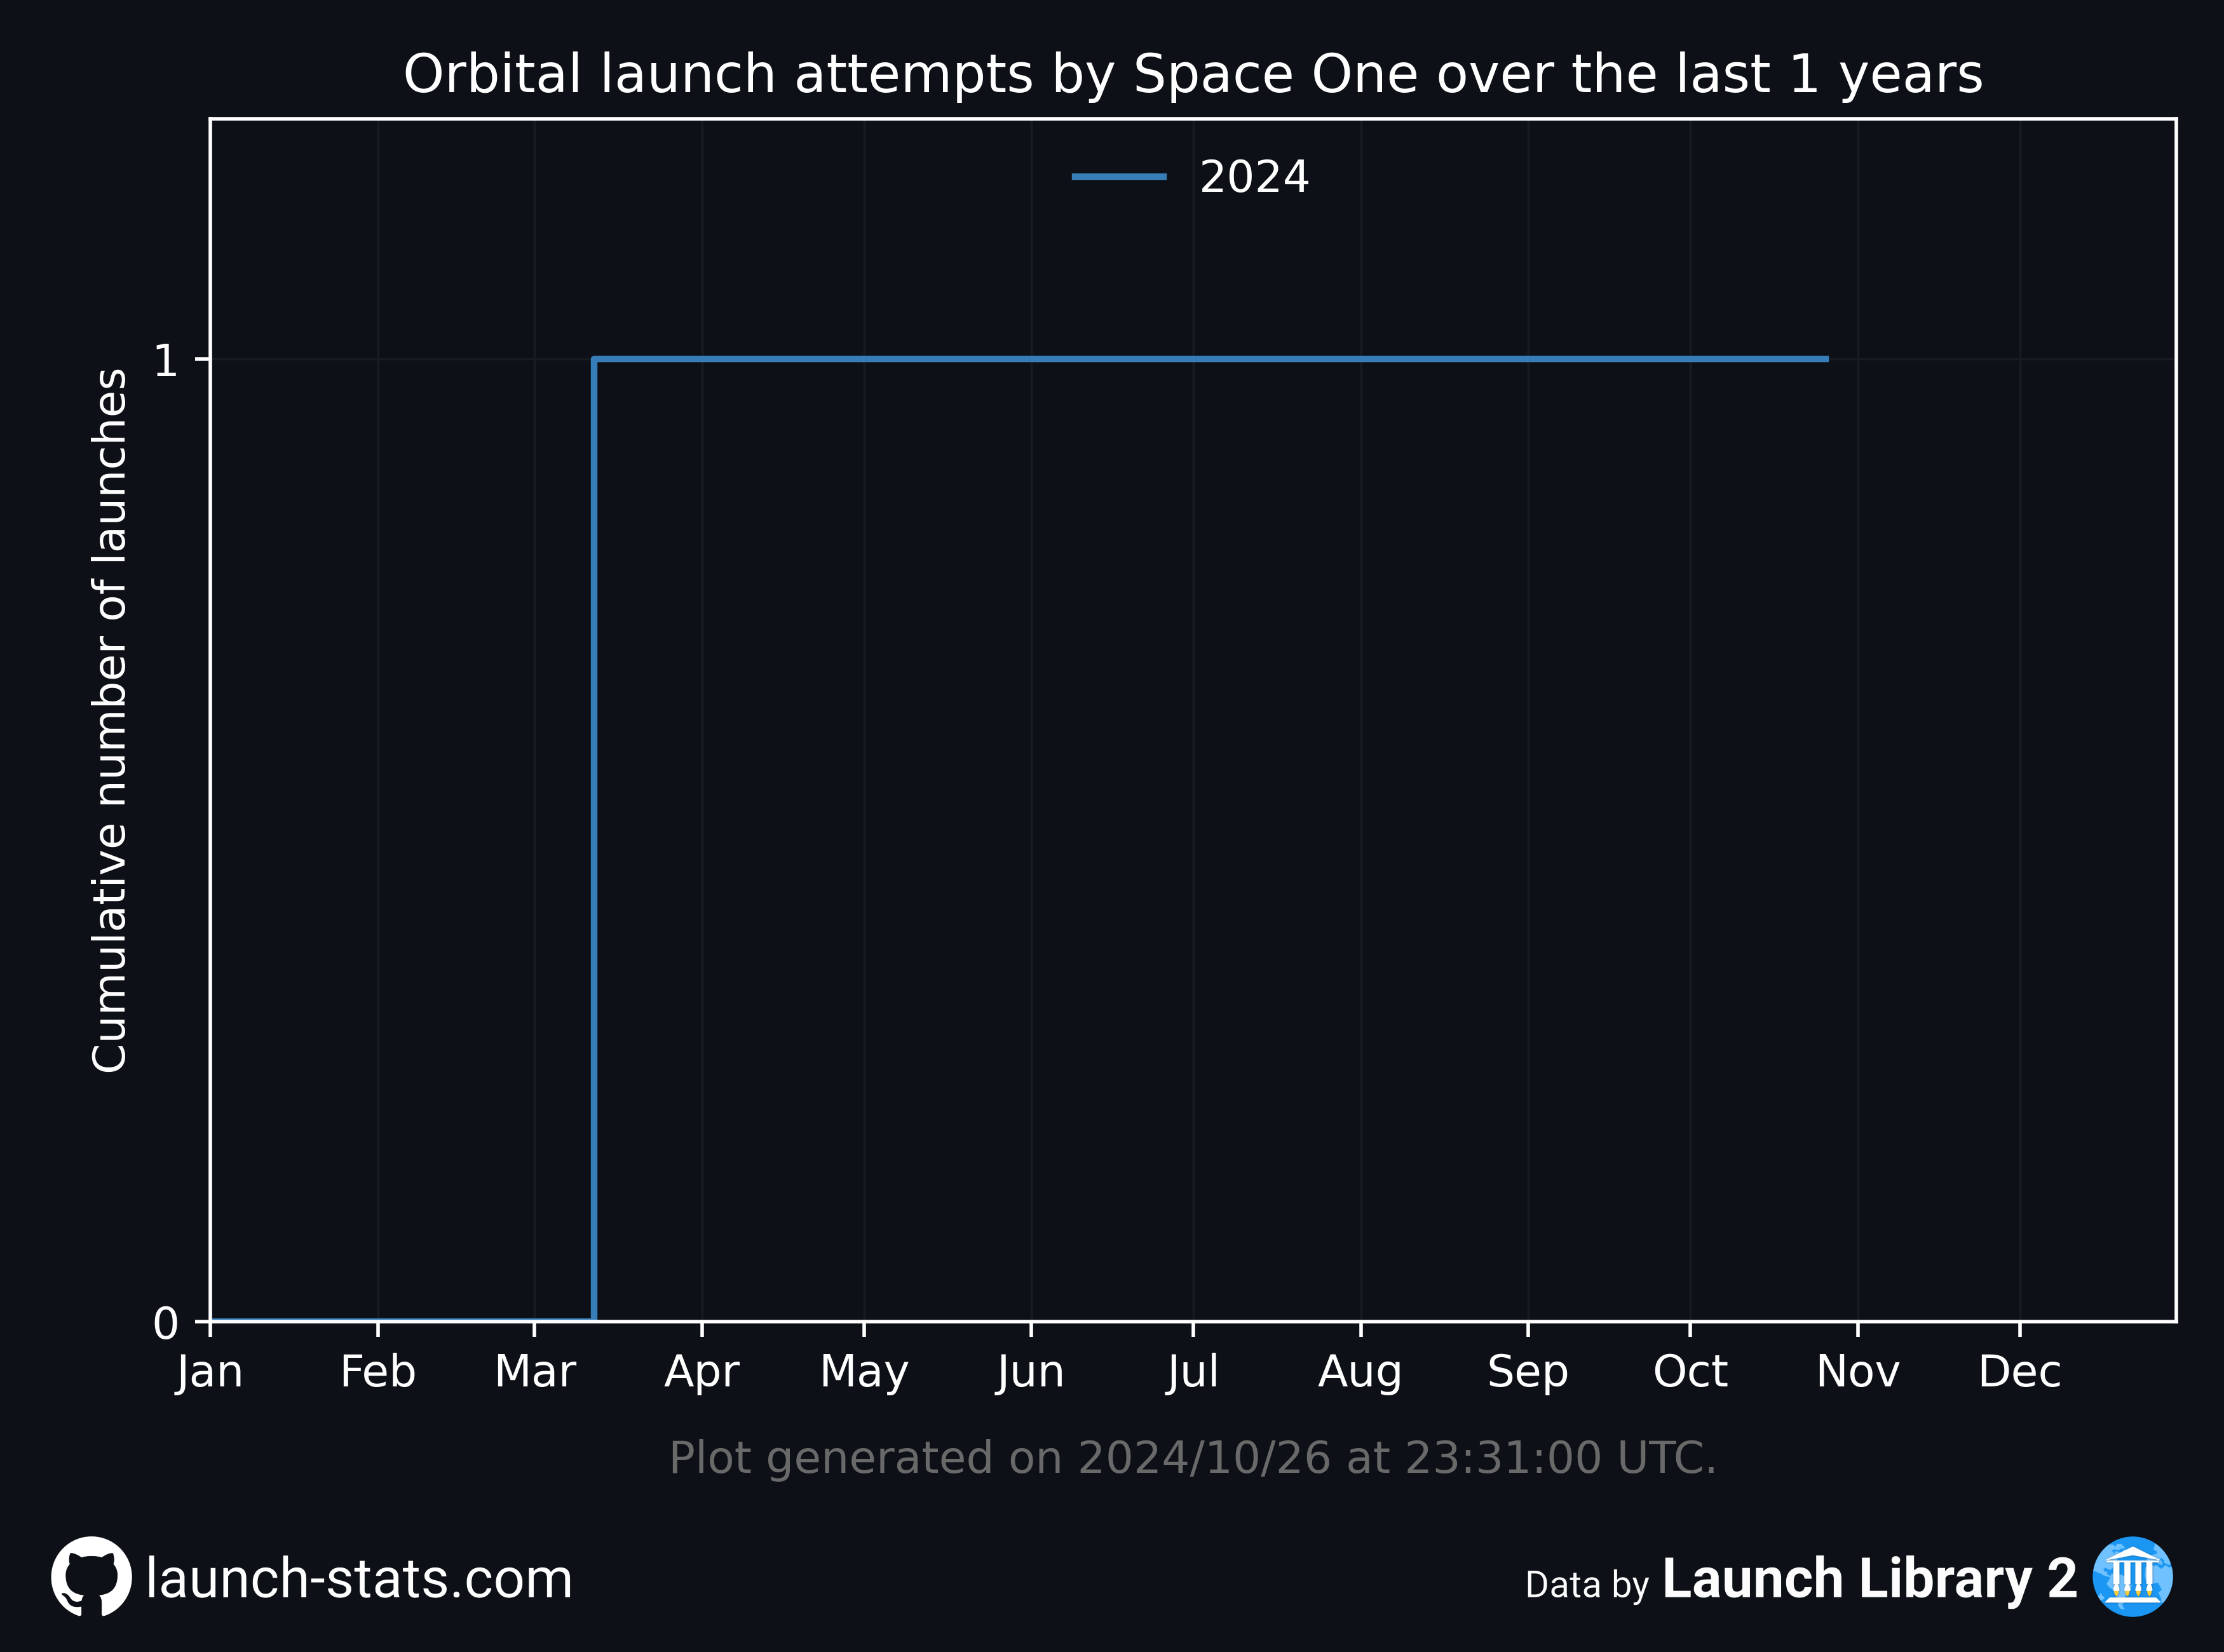 Orbital launch attempts by Space One over the last 1 years
2024
Cumulative number of launches
1
0
Jan Feb Mar Apr May Jun Jul Aug Sep Oct Nov Dec
Plot generated on 2024/10/26 at 23:31:00 UTC.
launch-stats.com
Data by Launch Library 2